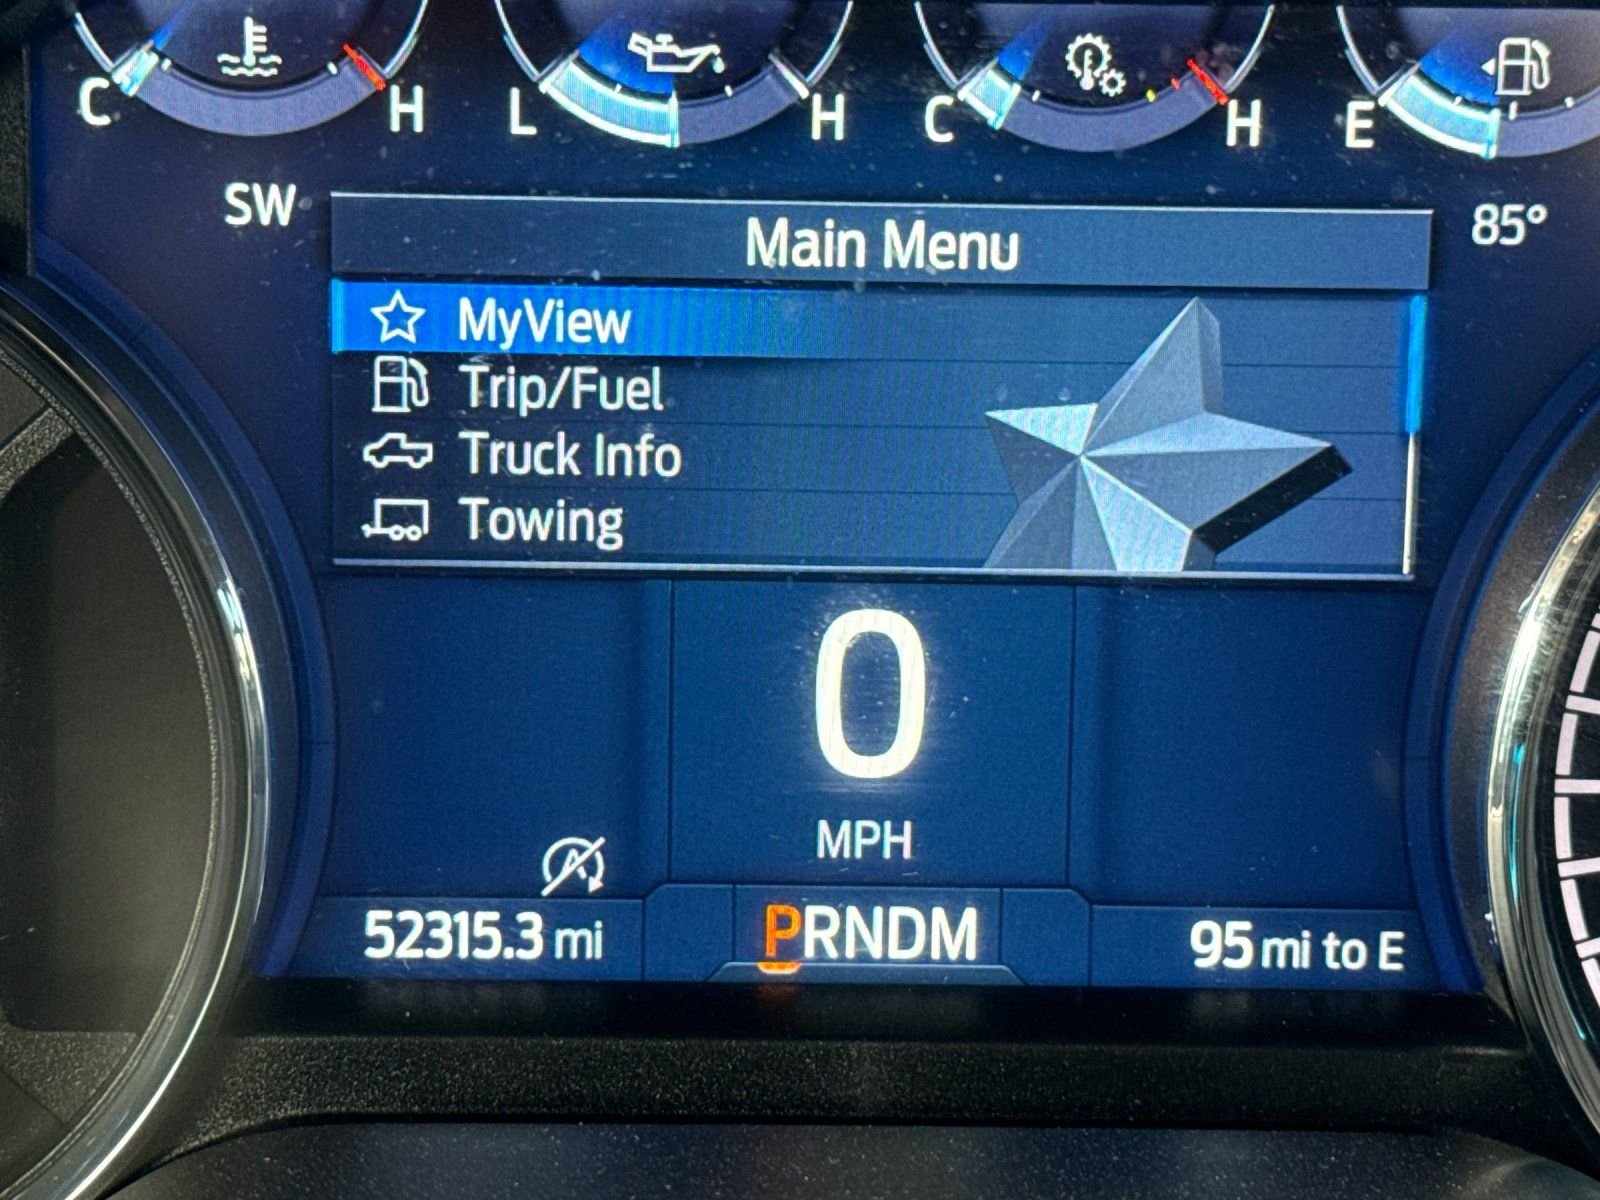 C H L H C H E
SW
85°
Main Menu
MyView
Trip/Fuel
Truck Info
Towing
0
MPH
A
52315.3 mi
PRNDM
95 mi to E